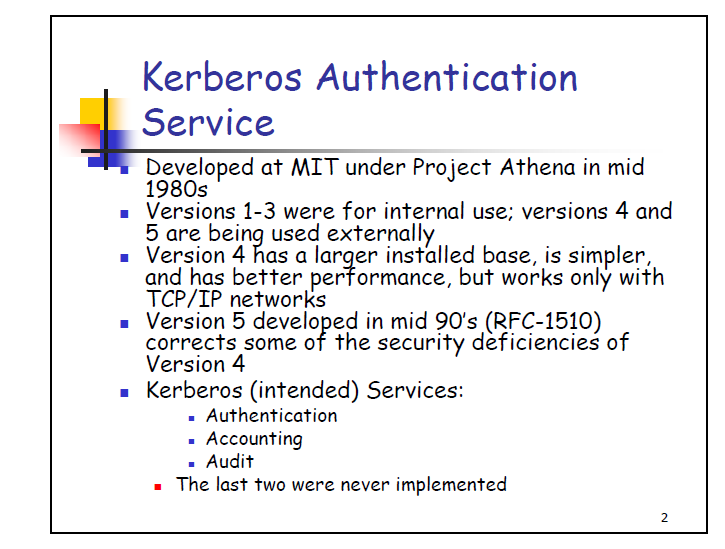 Kerberos Authentication
Service
Developed at MIT under Project Athena in mid
1980s
Versions 1-3 were for internal use; versions 4 and
5 are being used externally
Version 4 has a larger installed base, is simpler,
and has better performance, but works only with
TCP/IP networks
Version 5 developed in mid 90's (RFC-1510)
corrects some of the security deficiencies of
Version 4
Kerberos (intended) Services:
Authentication
Accounting
Audit
The last two were never implemented
2